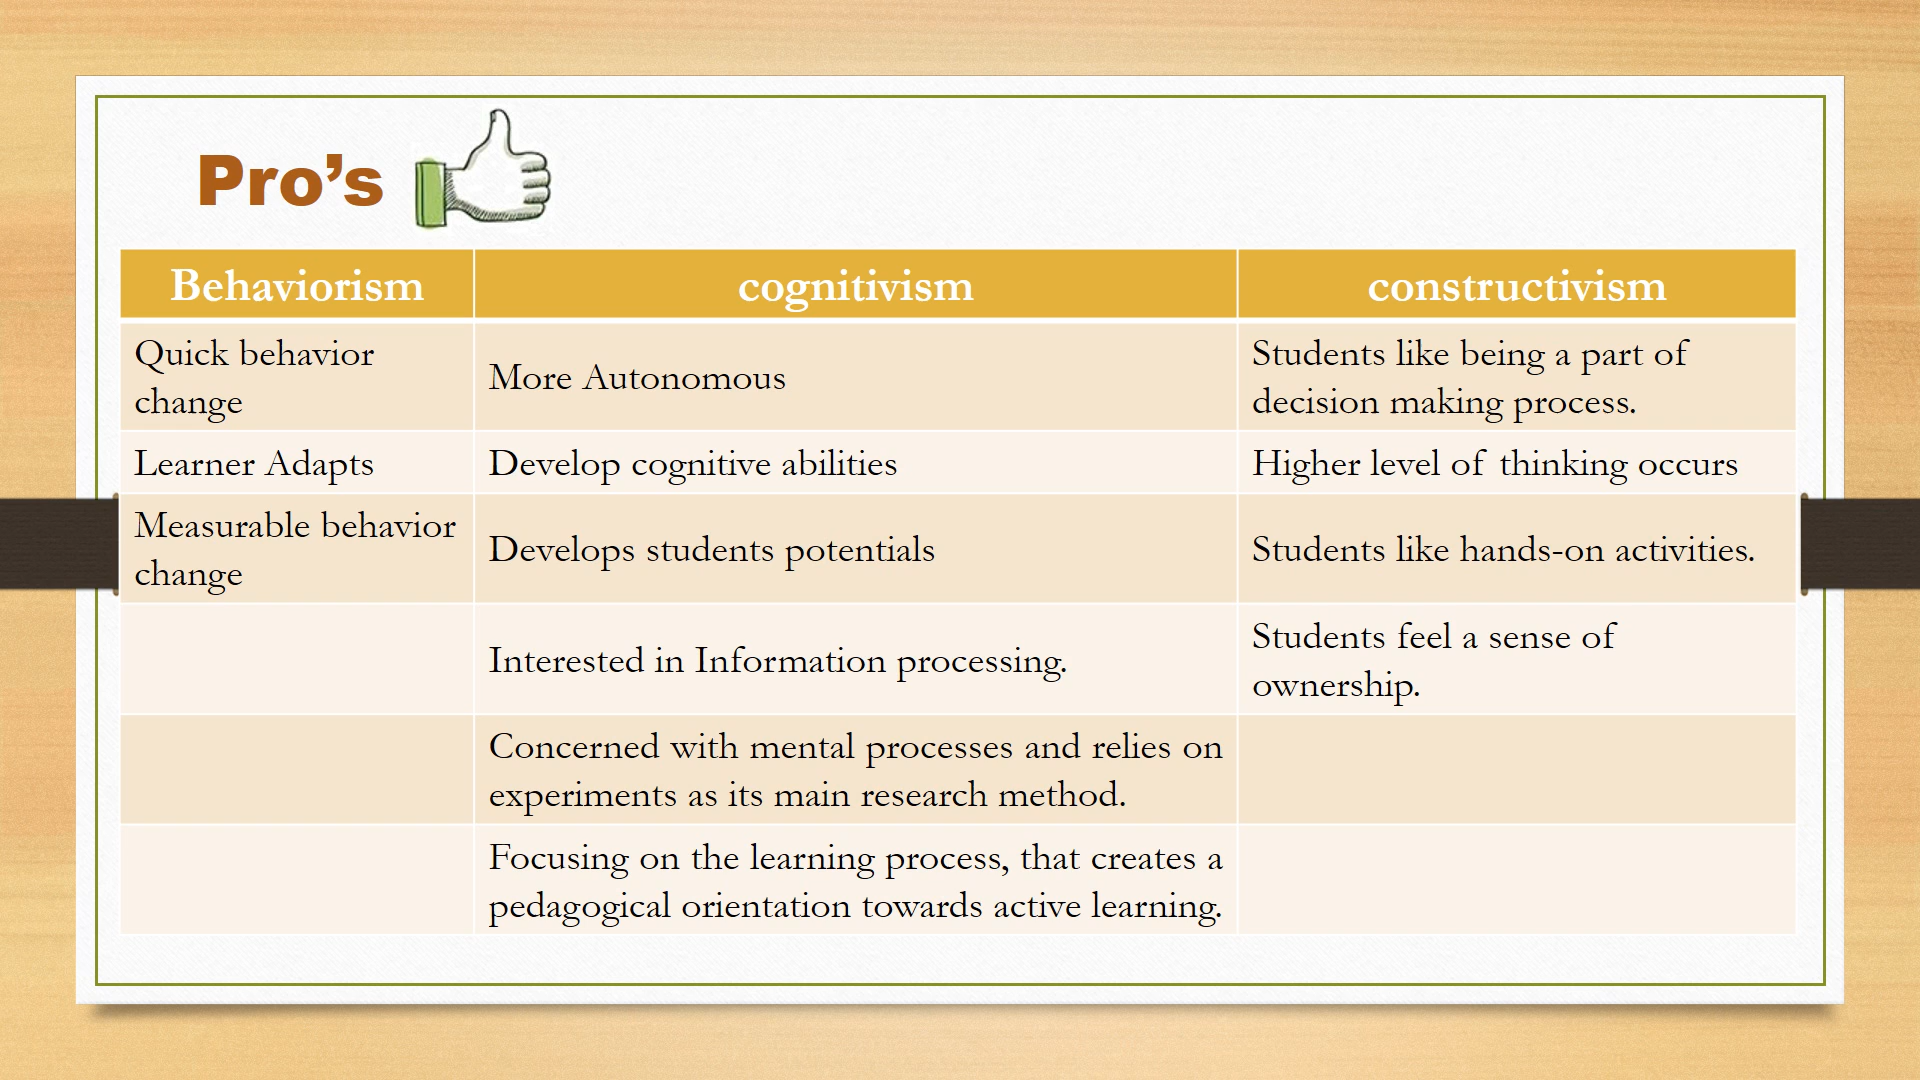 Pro’s
Behaviorism
cognitivism
constructivism
Quick behavior
change
More Autonomous
Students like being a part of
decision making process.
Learner Adapts
Develop cognitive abilities
Higher level of thinking occurs
Measurable behavior
change
Develops students potentials
Students like hands-on activities.
Interested in Information processing.
Students feel a sense of
ownership.
Concerned with mental processes and relies on
experiments as its main research method.
Focusing on the learning process, that creates a
pedagogical orientation towards active learning.